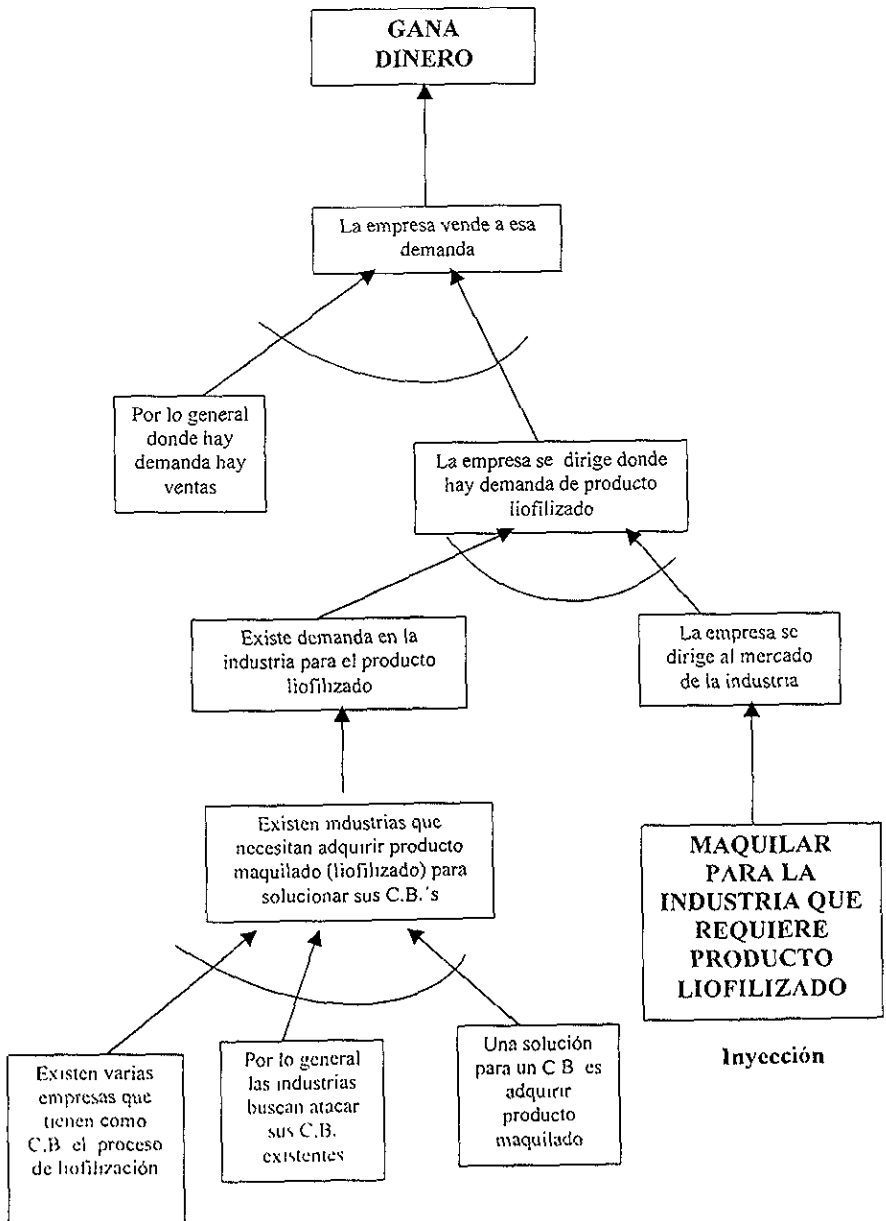 GANA
DINERO
La empresa vende a esa
demanda
Por lo general
donde hay
demanda hay
ventas
La empresa se dirige donde
hay demanda de producto
liofilizado
Existe demanda en la
industria para el producto
liofilizado
La empresa se
dirige al mercado
de la industria
Existen industrias que
necesitan adquirir producto
maquilado (liofilizado) para
solucionar sus C.B.´s
MAQUILAR
PARA LA
INDUSTRIA QUE
REQUIERE
PRODUCTO
LIOFILIZADO
Inyección
Existen varias
empresas que
tienen como
C.B el proceso
de liofilización
Por lo general
las industrias
buscan atacar
sus C.B.
existentes
Una solución
para un C B es
adquirir
producto
maquilado